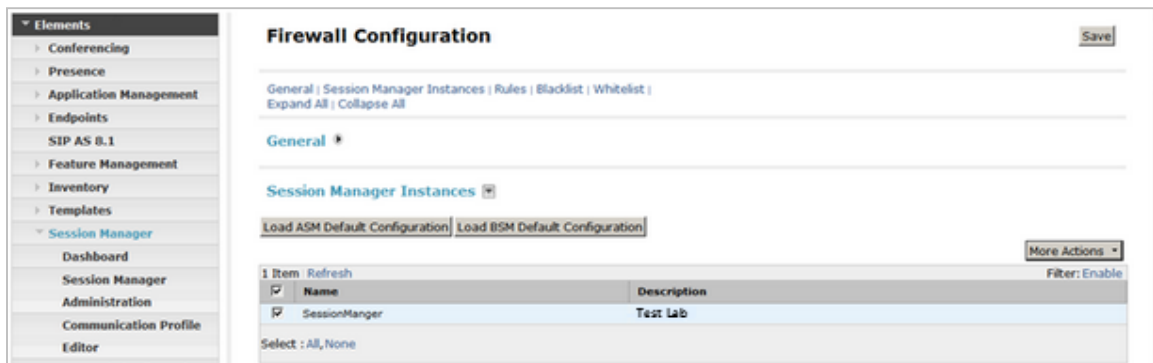 Elements
Conferencing
Presence
Application Management
Endpoints
SIP AS 8.1
Feature Management
Inventory
Templates
Session Manager
Dashboard
Session Manager
Administration
Communication Profile
Editor
Firewall Configuration
Save
General | Session Manager Instances | Rules | Blacklist | Whitelist |
Expand All | Collapse All
General
Session Manager Instances
Load ASM Default Configuration Load BSM Default Configuration
More Actions
1 Item Refresh Filter: Enable
Name Description
SessionManger Test Lab
Select : All, None